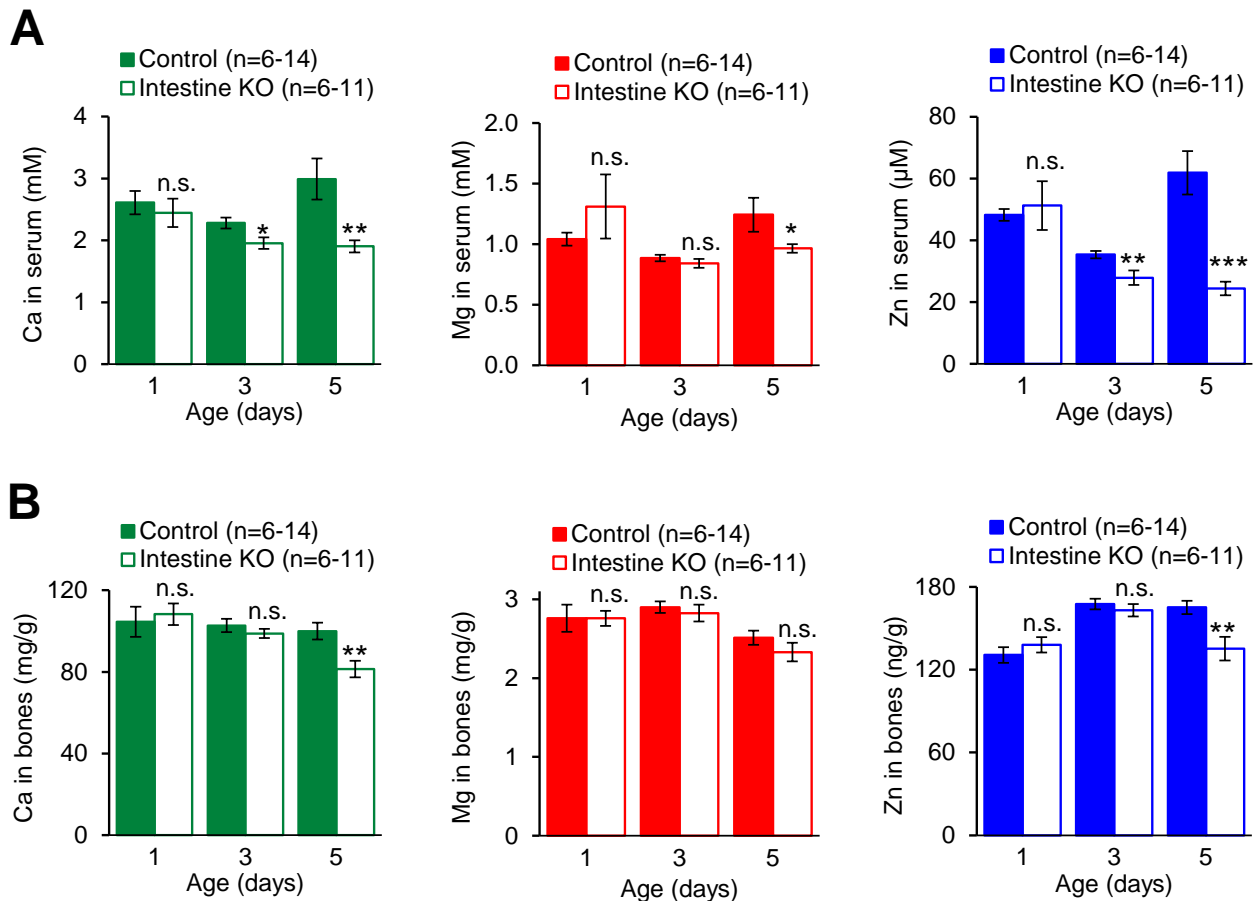 A
Control (n=6-14)
Intestine KO (n=6-11)
Ca in serum (mM)
4
3
2
1
0
n.s.
*
**
1 3 5
Age (days)
Control (n=6-14)
Intestine KO (n=6-11)
Mg in serum (mM)
2.0
1.5
1.0
0.5
0.0
n.s.
n.s.
*
1 3 5
Age (days)
Control (n=6-14)
Intestine KO (n=6-11)
Zn in serum (µM)
80
60
40
20
0
n.s.
**
***
1 3 5
Age (days)
B
Control (n=6-14)
Intestine KO (n=6-11)
Ca in bones (mg/g)
120
80
40
0
n.s.
n.s.
**
1 3 5
Age (days)
Control (n=6-14)
Intestine KO (n=6-11)
Mg in bones (mg/g)
3
2
1
0
n.s.
n.s.
n.s.
1 3 5
Age (days)
Control (n=6-14)
Intestine KO (n=6-11)
Zn in bones (ng/g)
180
120
60
0
n.s.
n.s.
**
1 3 5
Age (days)